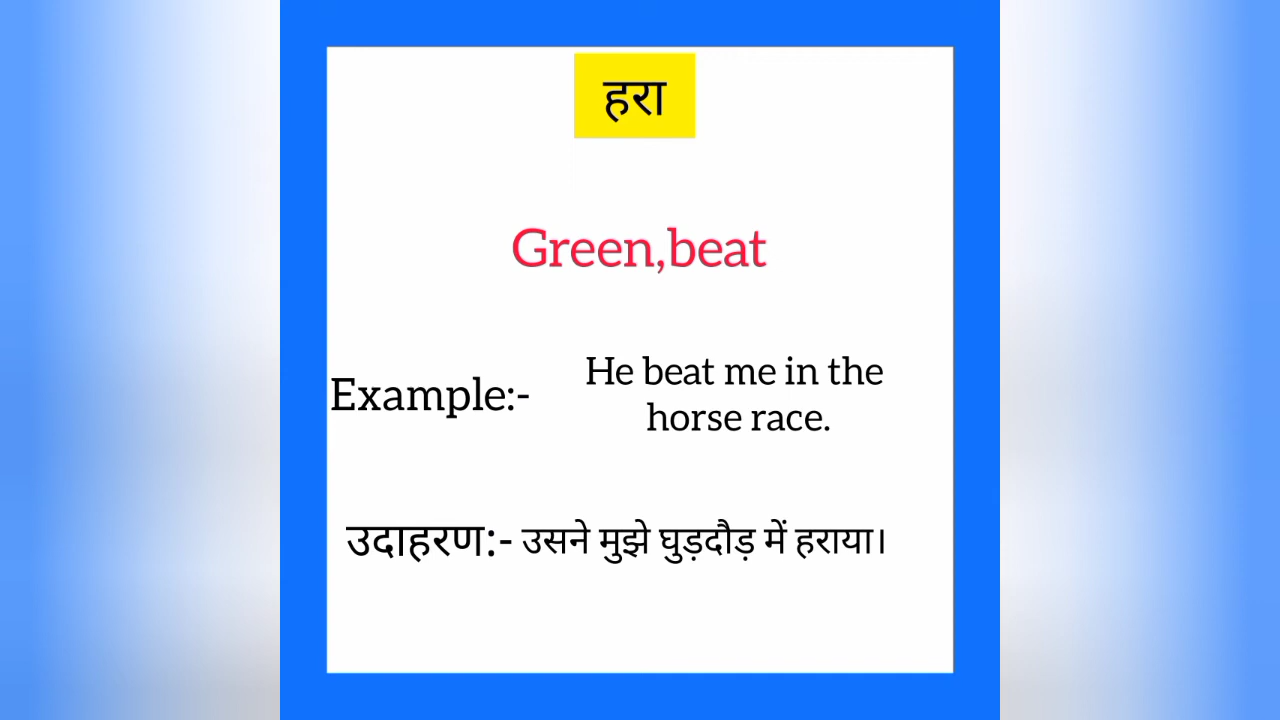 हरा
Green,beat
Example:-
He beat me in the
horse race.
उदाहरण:- उसने मुझे घुड़दौड़ में हराया।